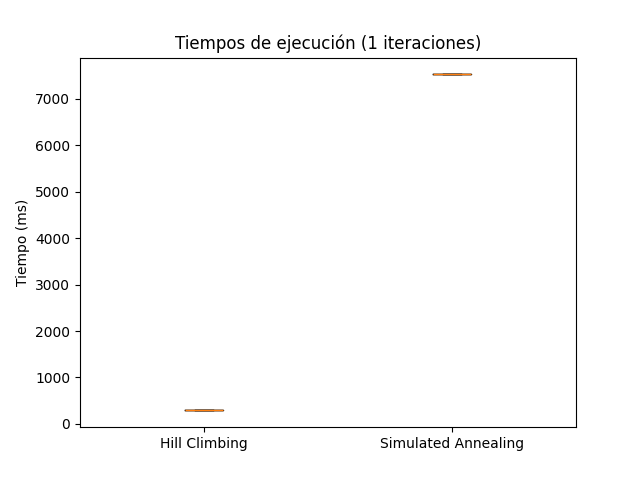 Tiempos de ejecución (1 iteraciones)
Tiempo (ms)
7000
6000
5000
4000
3000
2000
1000
0
Hill Climbing
Simulated Annealing